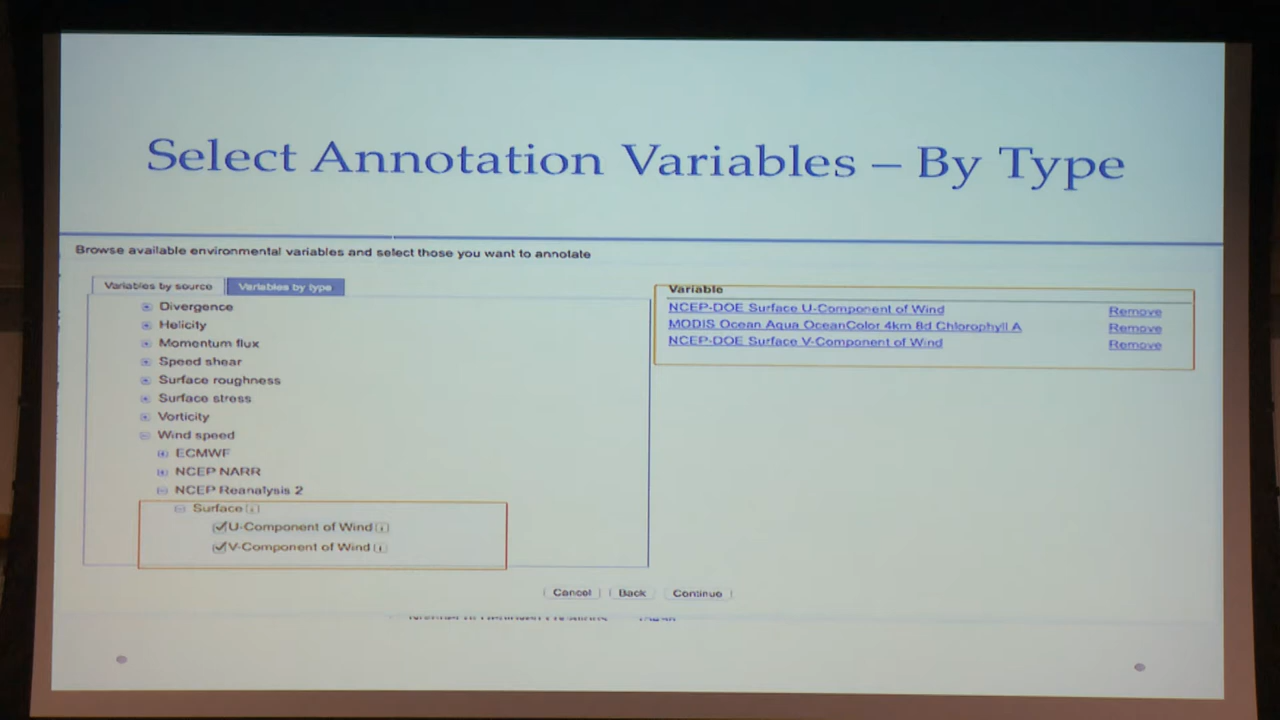 Select Annotation Variables – By Type
Browse available environmental variables and select those you want to annotate
Variables by source
Variables by type
Divergence
Helicity
Momentum flux
Speed shear
Surface roughness
Surface stress
Vorticity
Wind speed
ECMWF
NCEP NARR
NCEP Reanalysis 2
Surface
U-Component of Wind
V-Component of Wind
Variable
NCEP-DOE Surface U-Component of Wind Remove
MODIS Ocean Aqua OceanColor 4km 8d Chlorophyll A Remove
NCEP-DOE Surface V-Component of Wind Remove
Cancel Back Continue